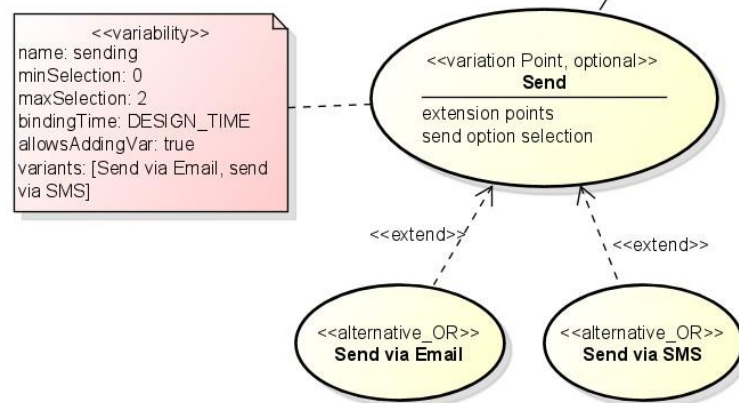 <<variability>>
name: sending
minSelection: 0
maxSelection: 2
bindingTime: DESIGN_TIME
allowsAddingVar: true
variants: [Send via Email, send
via SMS]
<<variation Point, optional>>
Send
extension points
send option selection
<<extend>>
<<extend>>
<<alternative_OR>>
Send via Email
<<alternative_OR>>
Send via SMS